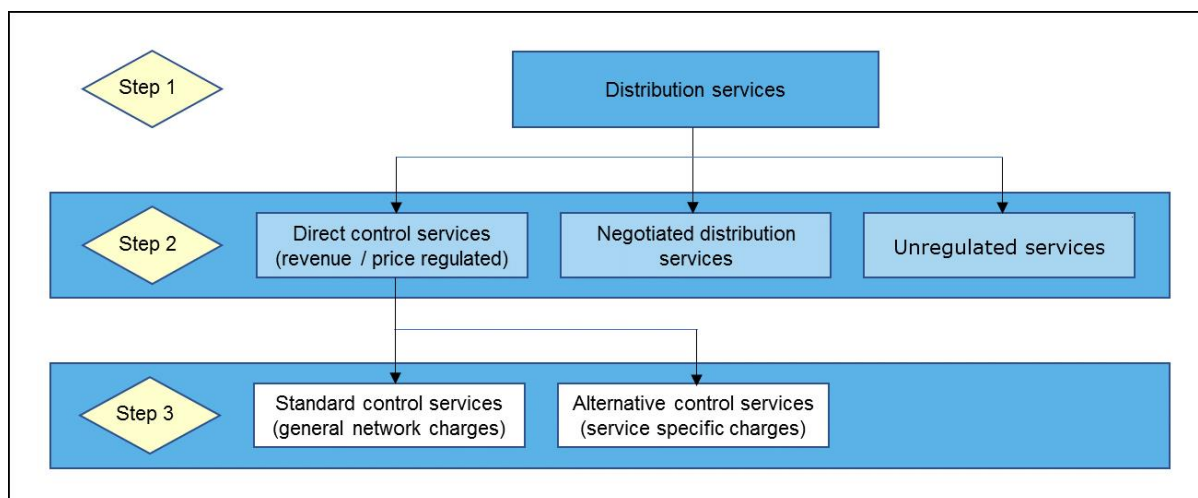 Step 1
Distribution services
Step 2
Direct control services
(revenue / price regulated)
Negotiated distribution
services
Unregulated services
Step 3
Standard control services
(general network charges)
Alternative control services
(service specific charges)